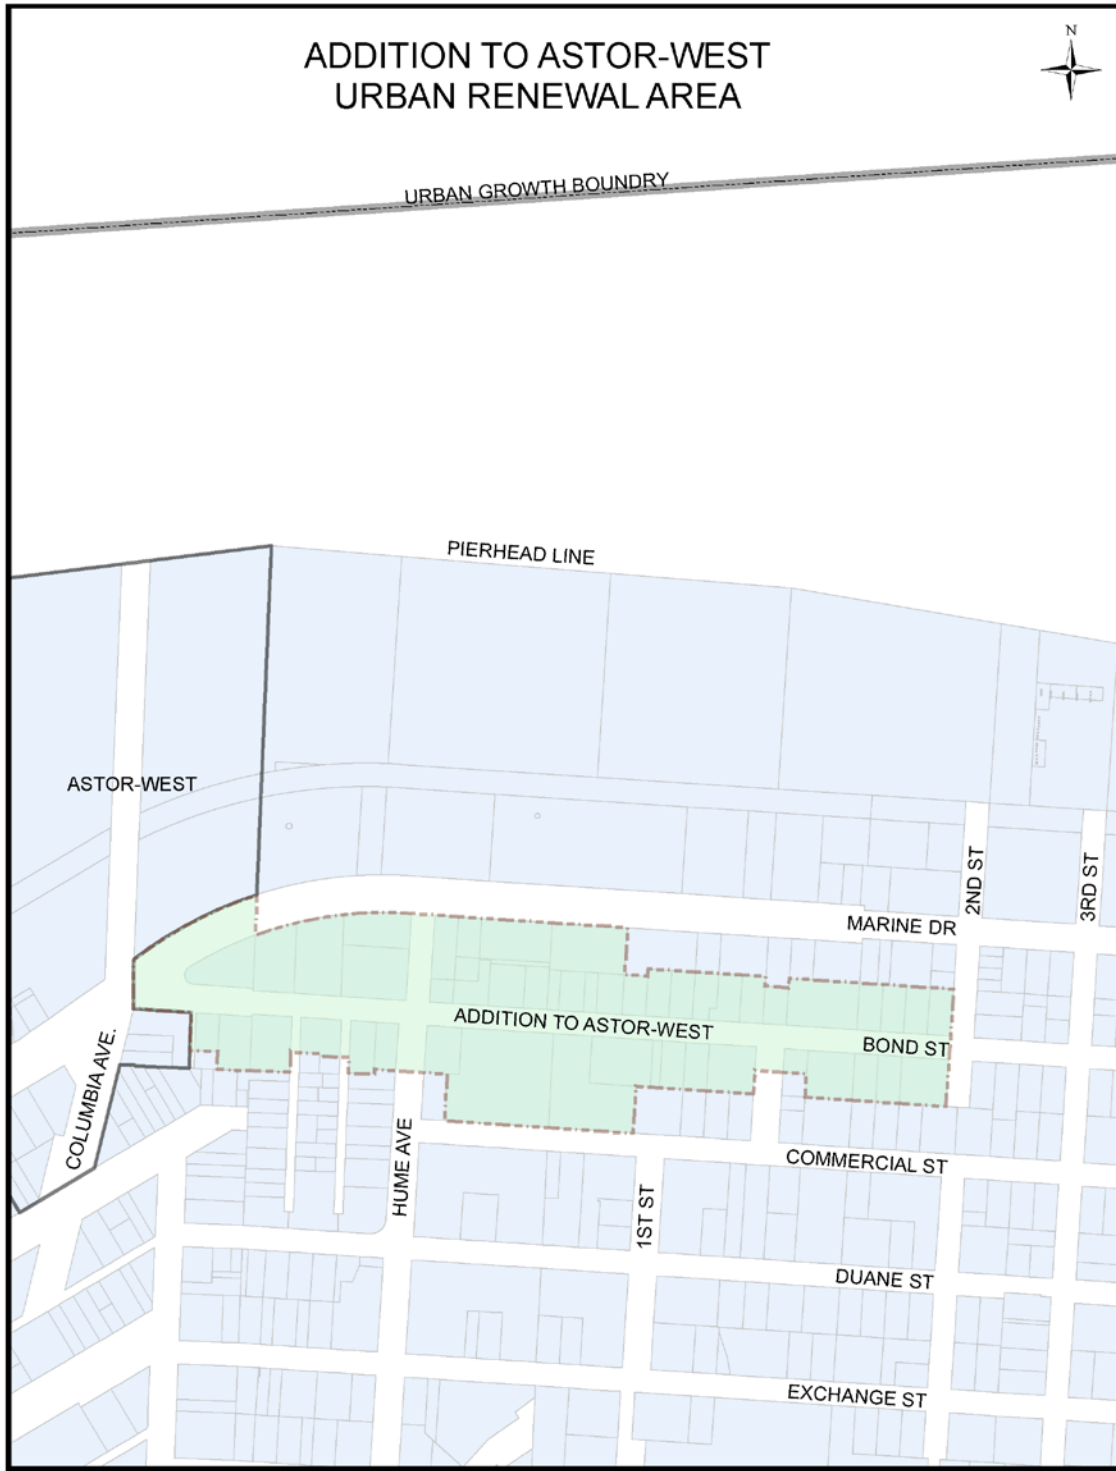 ADDITION TO ASTOR-WEST
URBAN RENEWAL AREA
N
URBAN GROWTH BOUNDRY
PIERHEAD LINE
ASTOR-WEST
2ND ST
3RD ST
MARINE DR
ADDITION TO ASTOR-WEST
BOND ST
COLUMBIA AVE.
HUME AVE
COMMERCIAL ST
1ST ST
DUANE ST
EXCHANGE ST